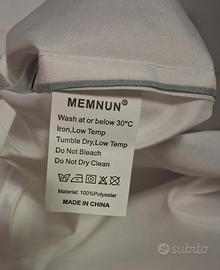 MEMNUN®
Wash at or below 30°C
Iron,Low Temp
Tumble Dry,Low Temp
Do Not Bleach
Do Not Dry Clean
Material: 100%Polyester
MADE IN CHINA
subito